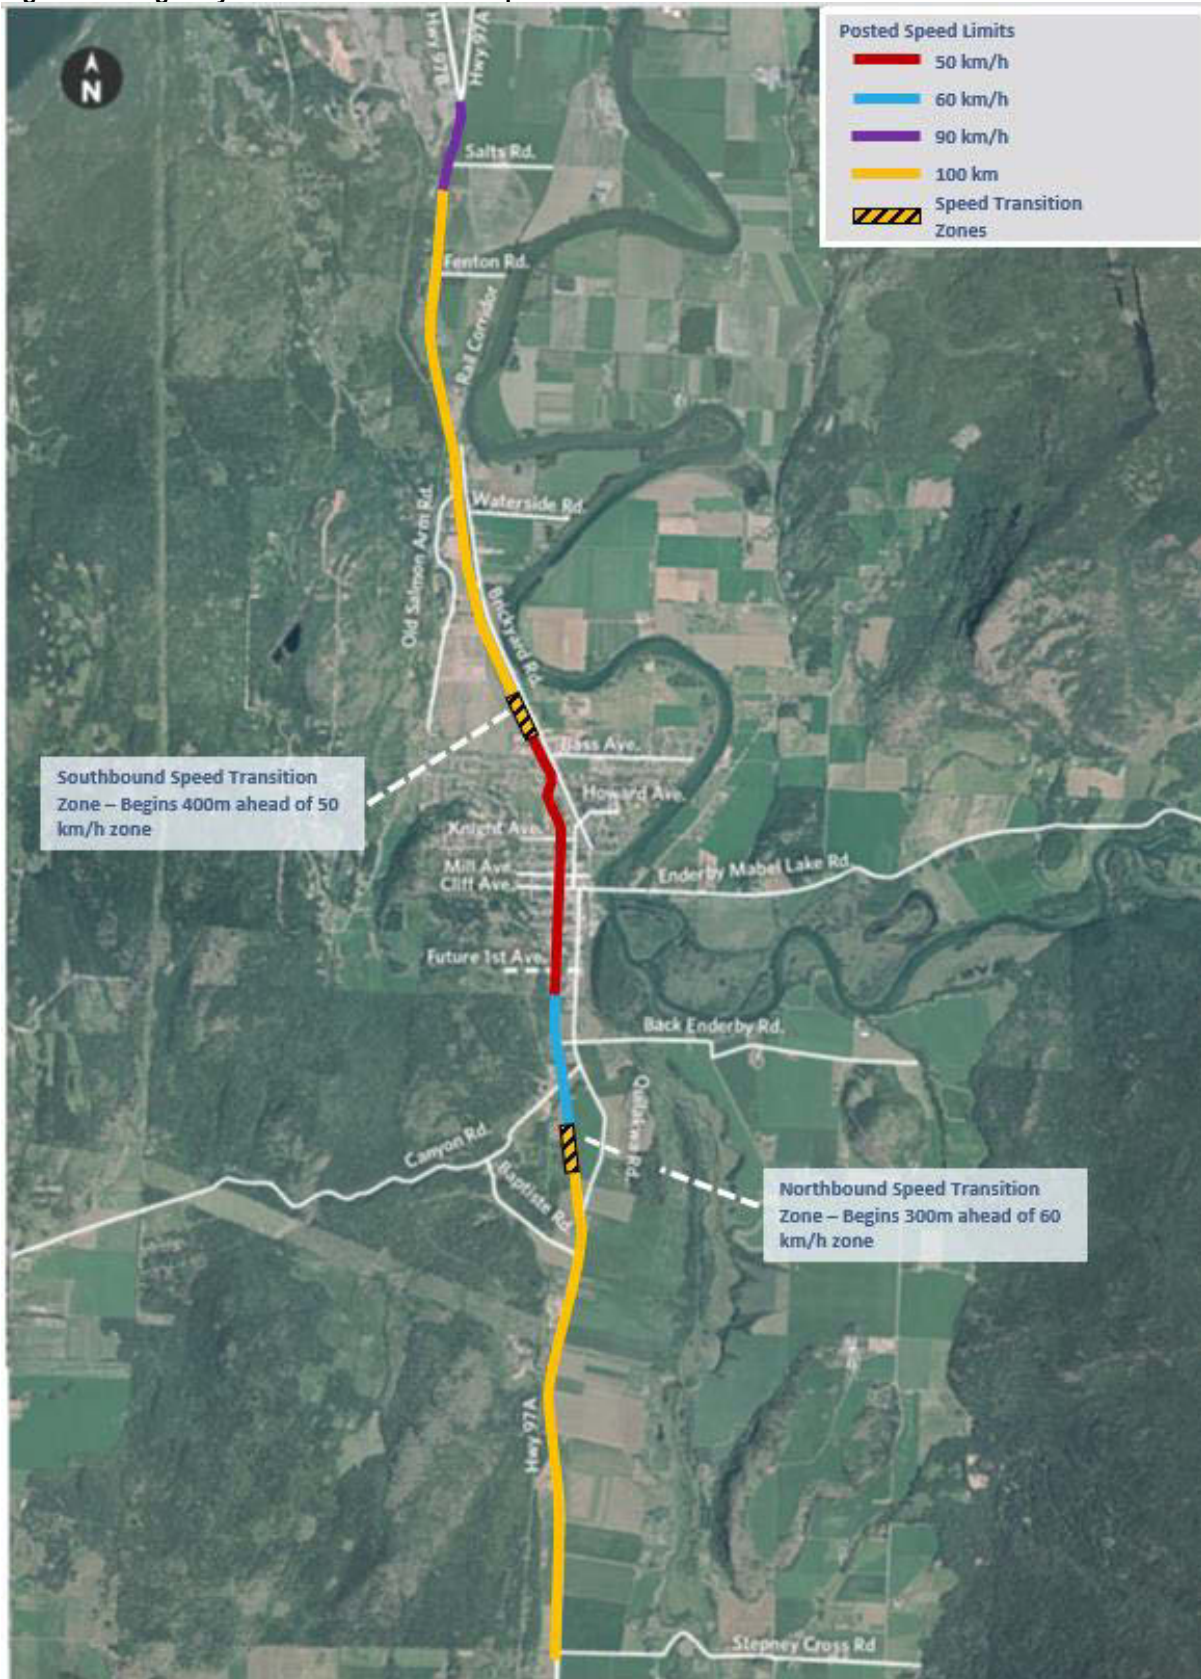 Posted Speed Limits
50 km/h
60 km/h
90 km/h
100 km
Speed Transition
Zones
N
Hwy 97B
Hwy 97A
Salts Rd.
Fenton Rd.
Rail Corridor
Waterside Rd.
Old Salmon Arm Rd.
Brickyard Rd.
Bass Ave.
Southbound Speed Transition
Zone – Begins 400m ahead of 50
km/h zone
Howard Ave.
Knight Ave.
Mill Ave.
Cliff Ave.
Enderby Mabel Lake Rd.
Future 1st Ave.
Back Enderby Rd.
Canyon Rd.
Baptiste Rd.
Northbound Speed Transition
Zone – Begins 300m ahead of 60
km/h zone
Hwy 97A
Stepney Cross Rd